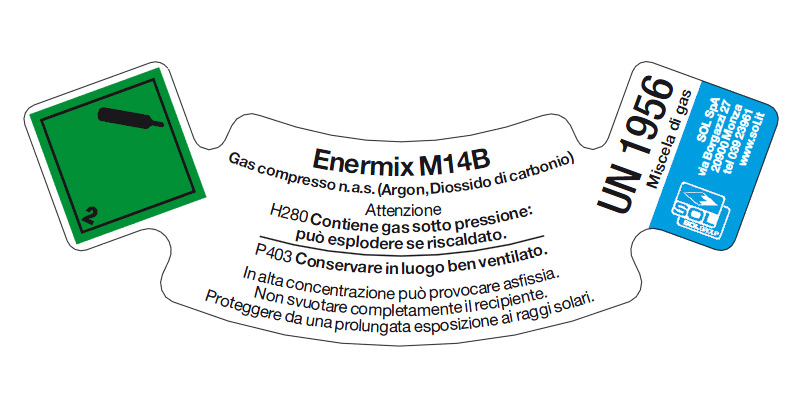 2
Enermix M14B
Gas compresso n.a.s. (Argon, Diossido di carbonio)
Attenzione
H280 Contiene gas sotto pressione:
può esplodere se riscaldato.
P403 Conservare in luogo ben ventilato.
In alta concentrazione può provocare asfissia.
Non svuotare completamente il recipiente.
Proteggere da una prolungata esposizione ai raggi solari.
UN 1956
Miscela di gas
SOL SpA
via Borgazzi 27
20900 Monza
tel 039 23961
www.sol.it
SOL